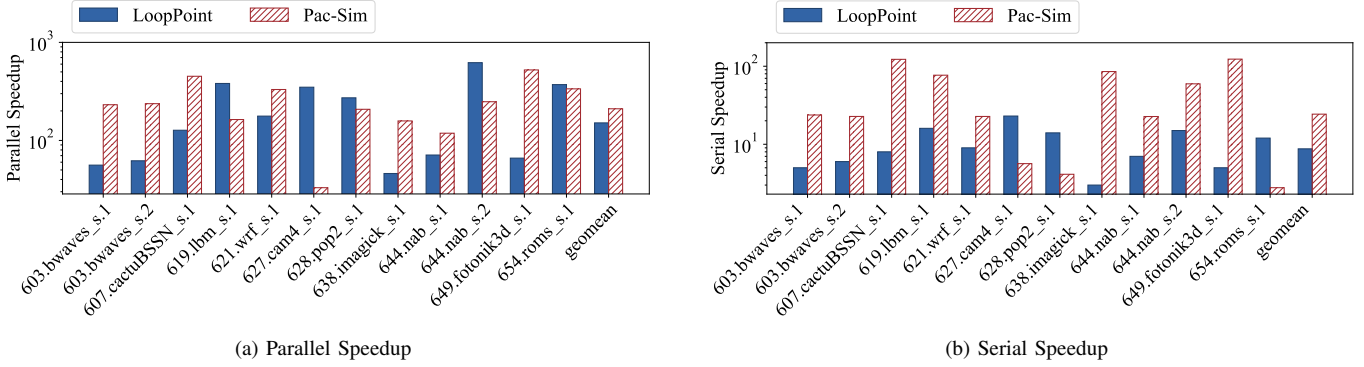 LoopPoint Pac-Sim
Parallel Speedup
10^3
10^2
603.bwaves_s.1
603.bwaves_s.2
607.cactuBSSN_s.1
619.lbm_s.1
621.wrf_s.1
627.cam4_s.1
628.pop2_s.1
638.imagick_s.1
644.nab_s.1
644.nab_s.2
649.fotonik3d_s.1
654.roms_s.1
geomean
(a) Parallel Speedup
LoopPoint Pac-Sim
Serial Speedup
10^2
10^1
603.bwaves_s.1
603.bwaves_s.2
607.cactuBSSN_s.1
619.lbm_s.1
621.wrf_s.1
627.cam4_s.1
628.pop2_s.1
638.imagick_s.1
644.nab_s.1
644.nab_s.2
649.fotonik3d_s.1
654.roms_s.1
geomean
(b) Serial Speedup